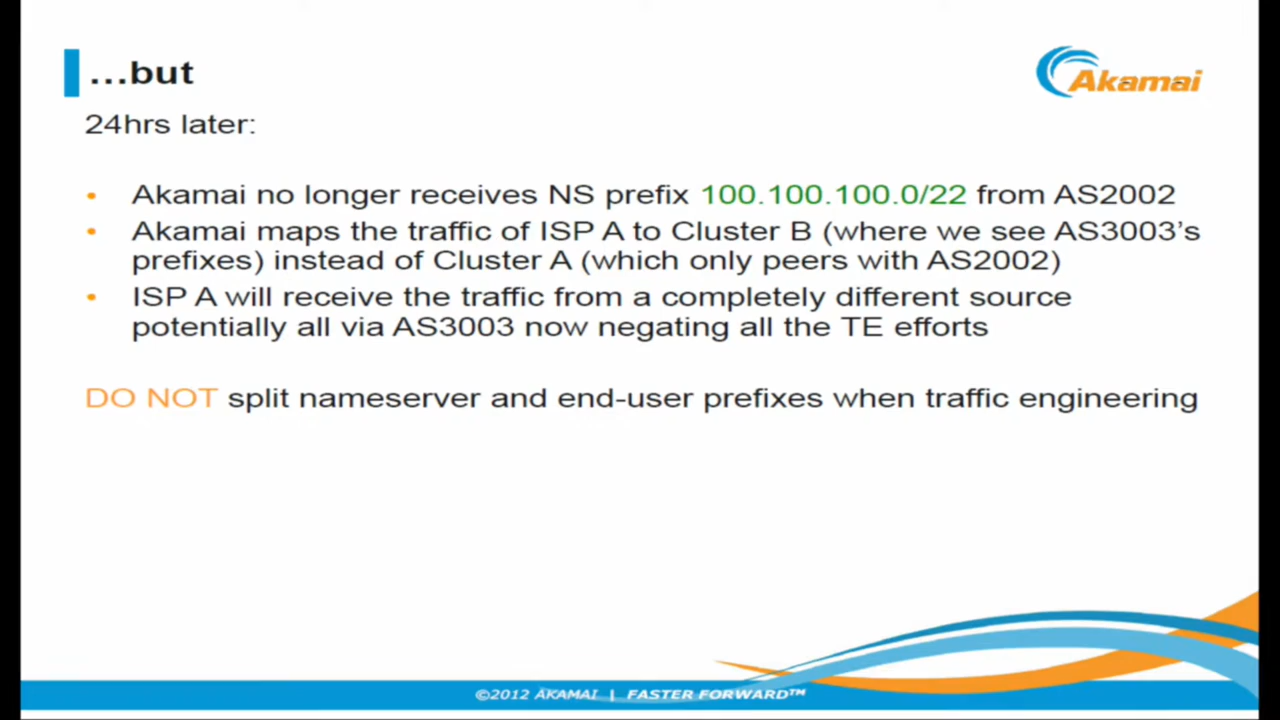 …but
Akamai
24hrs later:
• Akamai no longer receives NS prefix 100.100.100.0/22 from AS2002
• Akamai maps the traffic of ISP A to Cluster B (where we see AS3003’s
prefixes) instead of Cluster A (which only peers with AS2002)
• ISP A will receive the traffic from a completely different source
potentially all via AS3003 now negating all the TE efforts
DO NOT split nameserver and end-user prefixes when traffic engineering
©2012 AKAMAI | FASTER FORWARD™